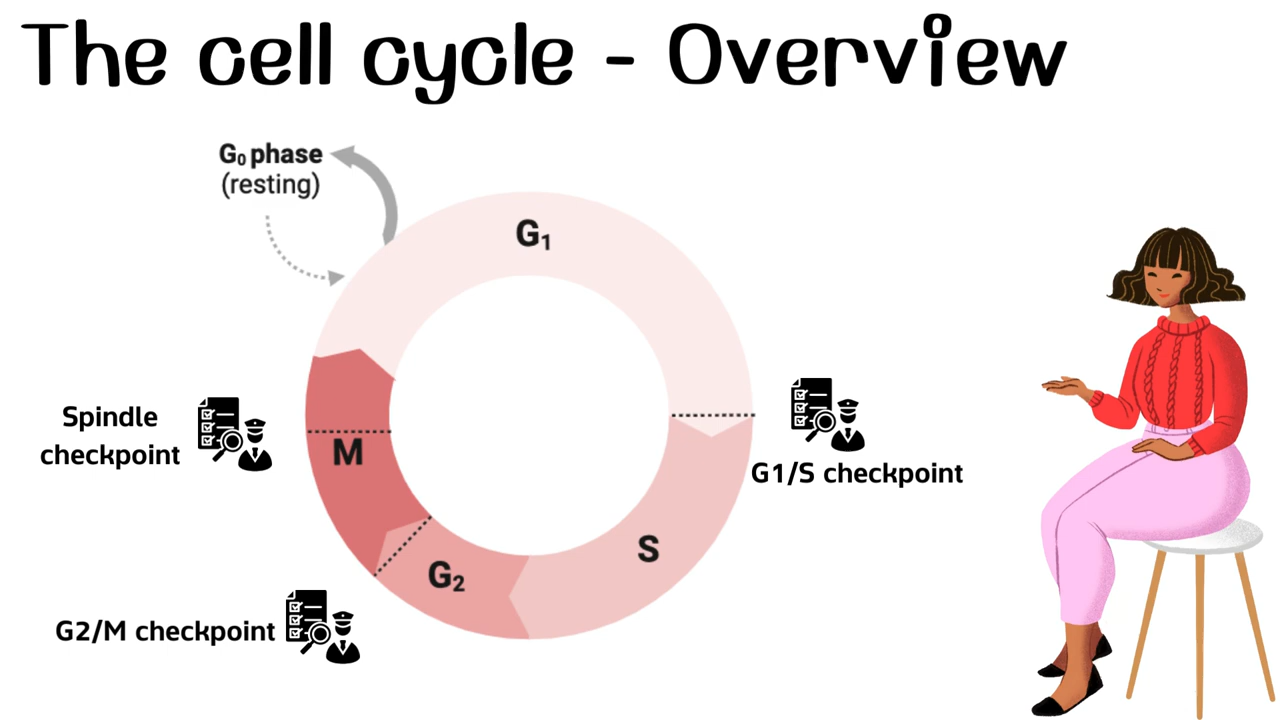 The cell cycle - Overview
G₀ phase
(resting)
G₁
Spindle
checkpoint
M
G1/S checkpoint
S
G₂
G2/M checkpoint